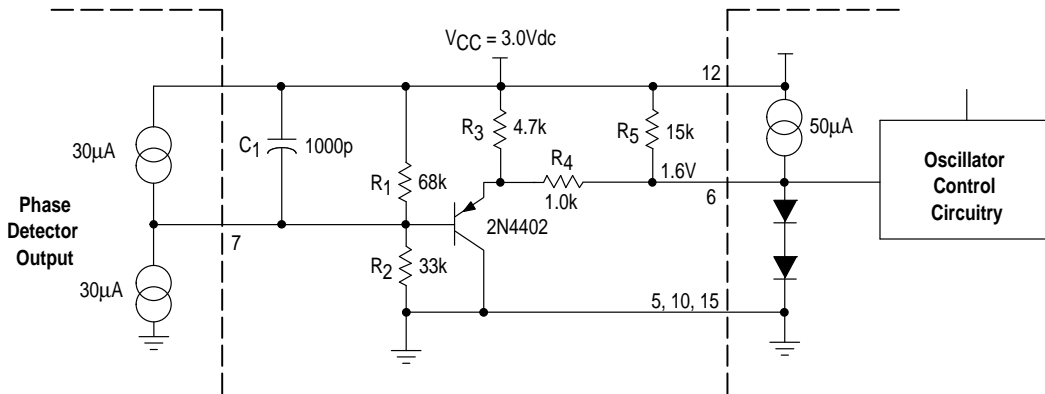 VCC = 3.0Vdc
12
30µA
C1
1000p
R3
4.7k
R5
15k
50µA
R4
1.6V
R1
68k
1.0k
6
Oscillator
Control
Circuitry
Phase
Detector
Output
7
2N4402
R2
33k
30µA
5, 10, 15